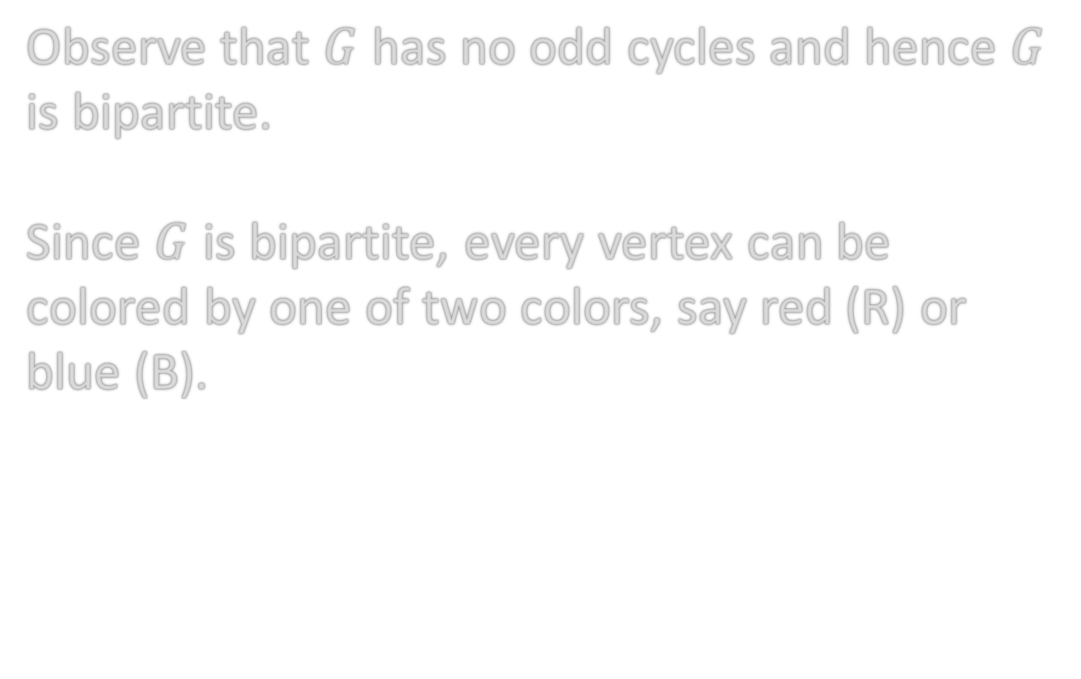 Observe that G has no odd cycles and hence G
is bipartite.
Since G is bipartite, every vertex can be
colored by one of two colors, say red (R) or
blue (B).